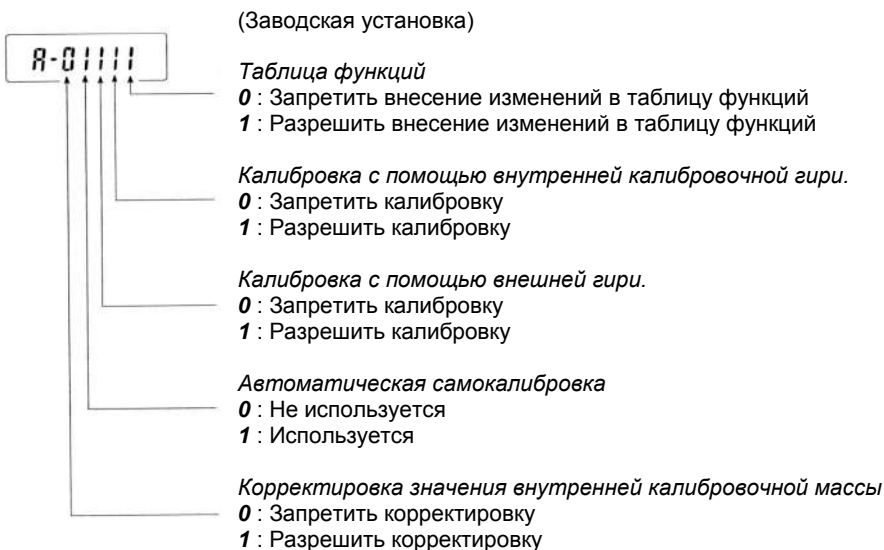 (Заводская установка)
A-01111
Таблица функций
0 : Запретить внесение изменений в таблицу функций
1 : Разрешить внесение изменений в таблицу функций
Калибровка с помощью внутренней калибровочной гири.
0 : Запретить калибровку
1 : Разрешить калибровку
Калибровка с помощью внешней гири.
0 : Запретить калибровку
1 : Разрешить калибровку
Автоматическая самокалибровка
0 : Не используется
1 : Используется
Корректировка значения внутренней калибровочной массы
0 : Запретить корректировку
1 : Разрешить корректировку